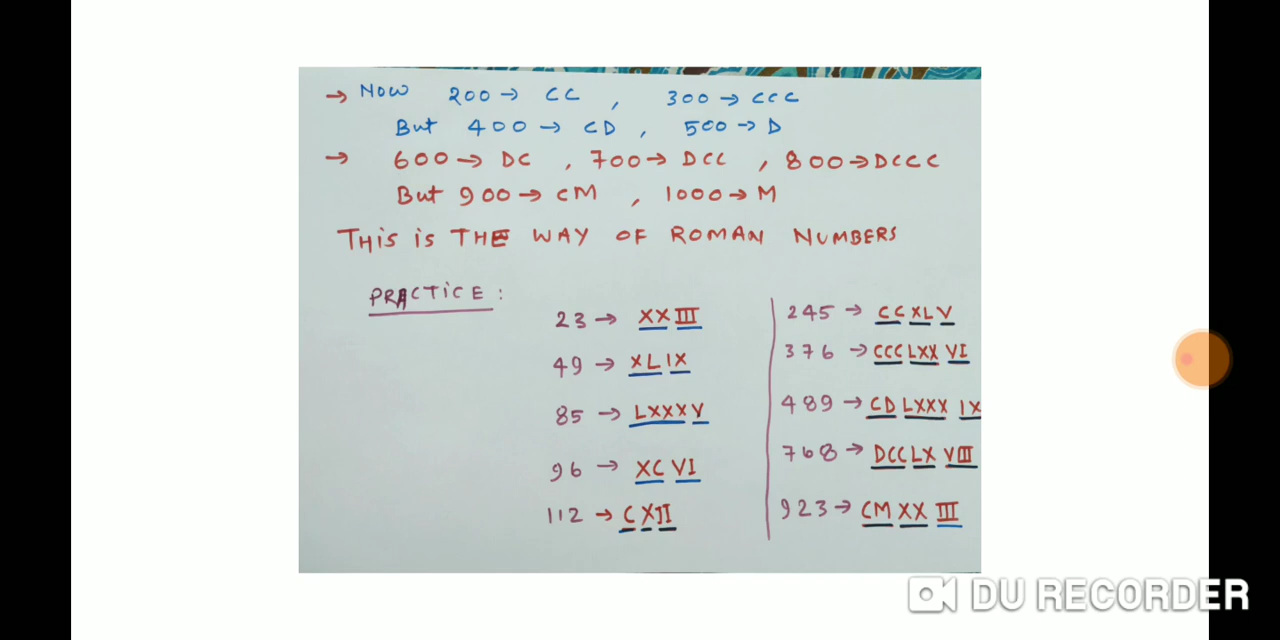 → Now 200 → CC , 300 → CCC
But 400 → CD , 500 → D
→ 600 → DC , 700 → DCC , 800 → DCCC
But 900 → CM , 1000 → M
THIS IS THE WAY OF ROMAN NUMBERS
PRACTICE :
23 → XXIII
49 → XLIX
85 → LXXXV
96 → XCVI
112 → CXII
245 → CCXLV
376 → CCCLXXVI
489 → CDLXXXIX
768 → DCCLXVIII
923 → CMXXIII
DU RECORDER